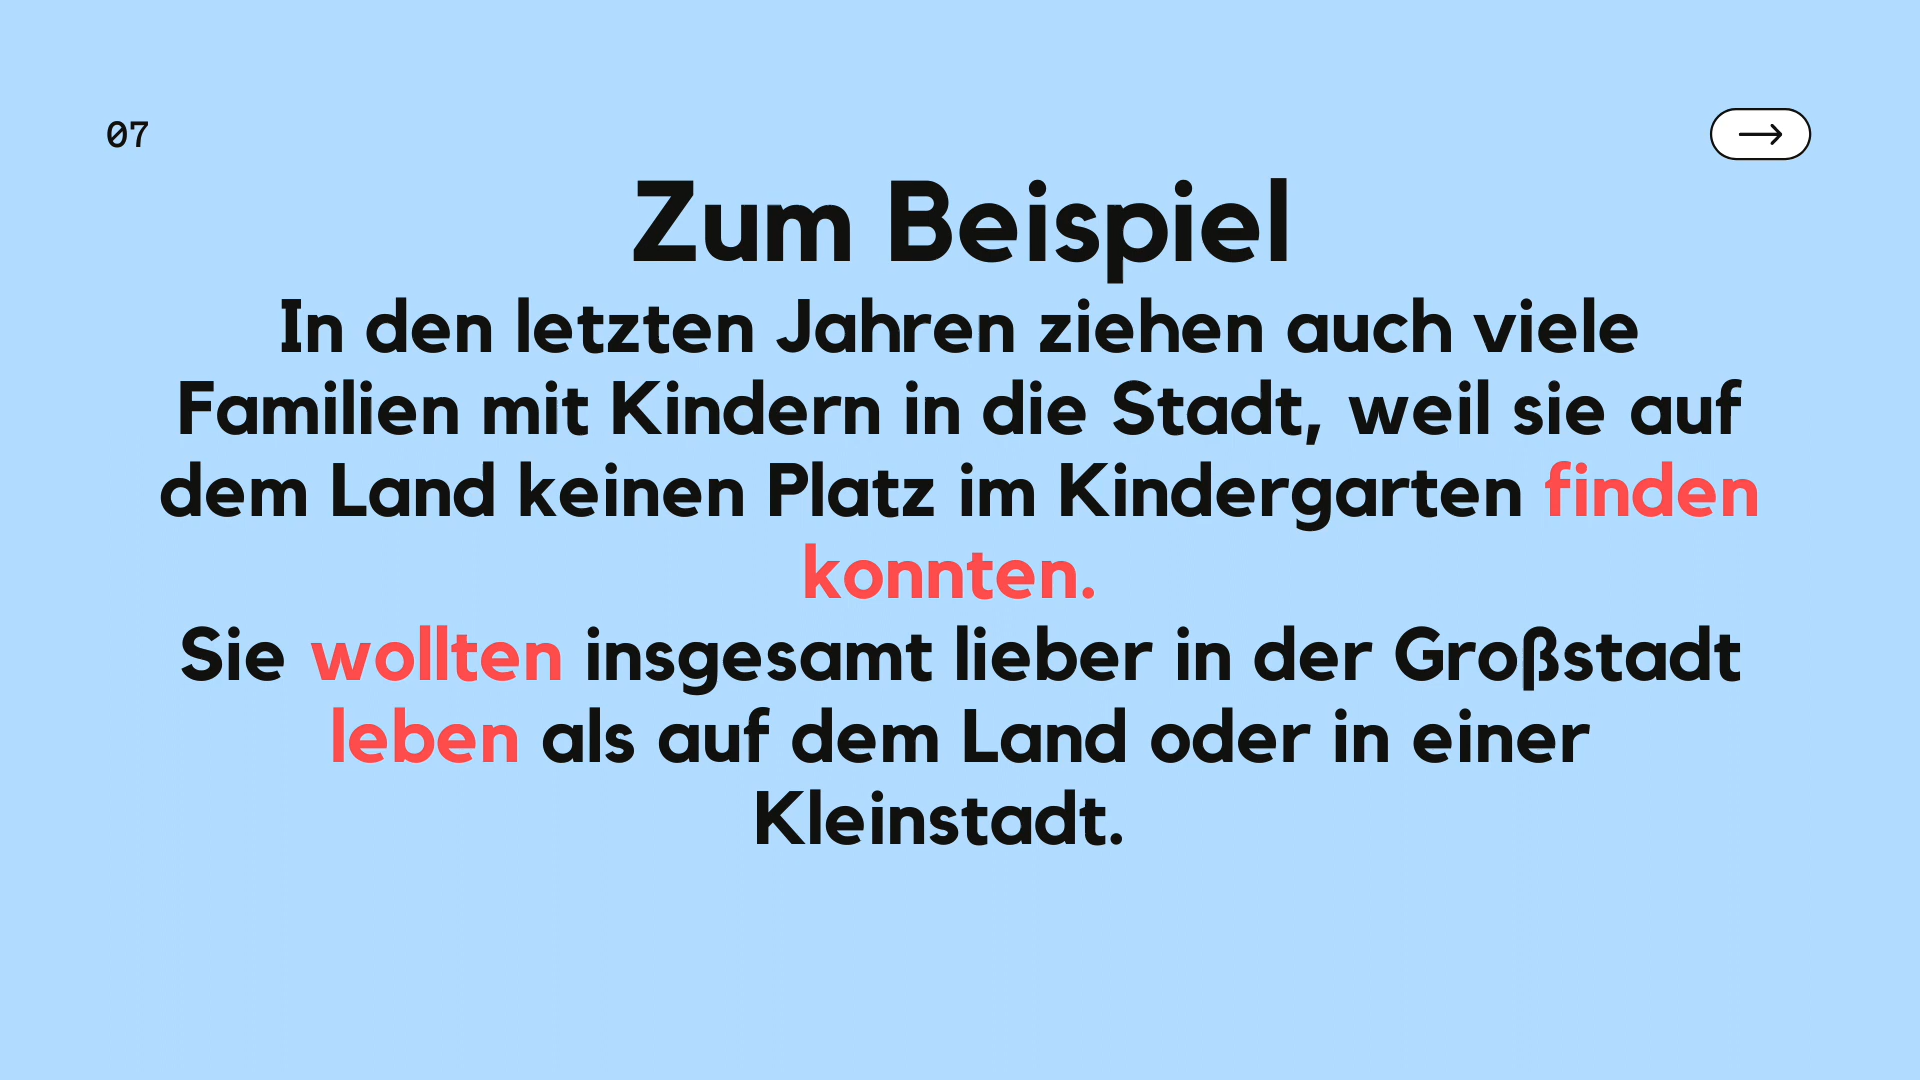 07
Zum Beispiel
In den letzten Jahren ziehen auch viele
Familien mit Kindern in die Stadt, weil sie auf
dem Land keinen Platz im Kindergarten finden
konnten.
Sie wollten insgesamt lieber in der Großstadt
leben als auf dem Land oder in einer
Kleinstadt.